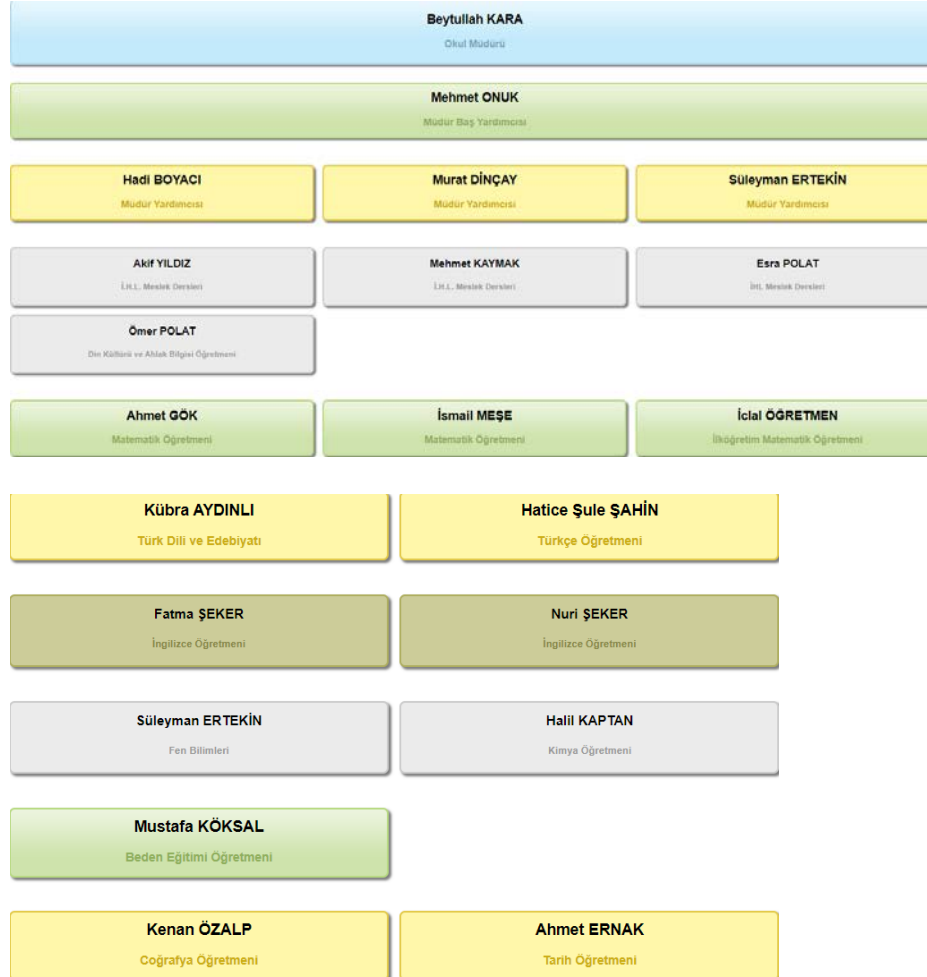 Beytullah KARA
Okul Müdürü
Mehmet ONUK
Müdür Baş Yardımcısı
Hadi BOYACI
Müdür Yardımcısı
Murat DİNÇAY
Müdür Yardımcısı
Süleyman ERTEKİN
Müdür Yardımcısı
Akif YILDIZ
İ.H.L. Meslek Dersleri
Mehmet KAYMAK
İ.H.L. Meslek Dersleri
Esra POLAT
İHL Meslek Dersleri
Ömer POLAT
Din Kültürü ve Ahlak Bilgisi Öğretmeni
Ahmet GÖK
Matematik Öğretmeni
İsmail MEŞE
Matematik Öğretmeni
İclal ÖĞRETMEN
İlköğretim Matematik Öğretmeni
Kübra AYDINLI
Türk Dili ve Edebiyatı
Hatice Şule ŞAHİN
Türkçe Öğretmeni
Fatma ŞEKER
İngilizce Öğretmeni
Nuri ŞEKER
İngilizce Öğretmeni
Süleyman ERTEKİN
Fen Bilimleri
Halil KAPTAN
Kimya Öğretmeni
Mustafa KÖKSAL
Beden Eğitimi Öğretmeni
Kenan ÖZALP
Coğrafya Öğretmeni
Ahmet ERNAK
Tarih Öğretmeni